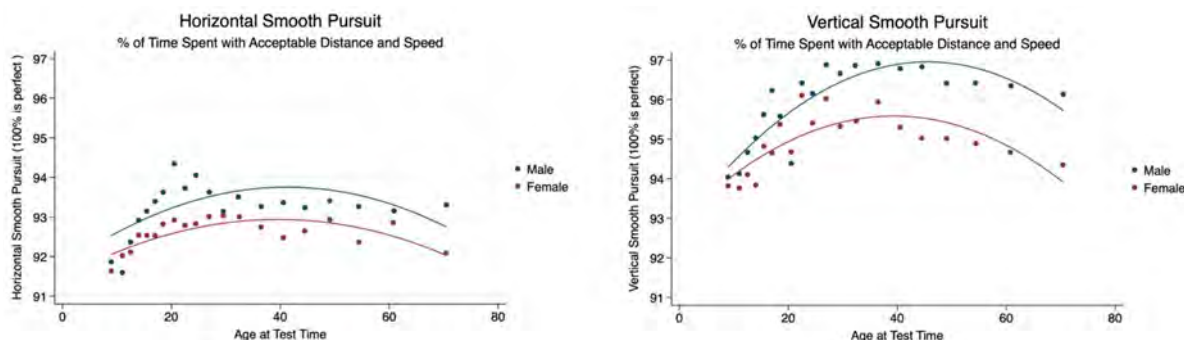 Horizontal Smooth Pursuit
% of Time Spent with Acceptable Distance and Speed
Horizontal Smooth Pursuit (100% is perfect )
97
96
95
94
93
92
91
0
20
40
60
80
Age at Test Time
Male
Female
Vertical Smooth Pursuit
% of Time Spent with Acceptable Distance and Speed
Vertical Smooth Pursuit (100% is perfect)
97
96
95
94
93
92
91
0
20
40
60
80
Age at Test Time
Male
Female